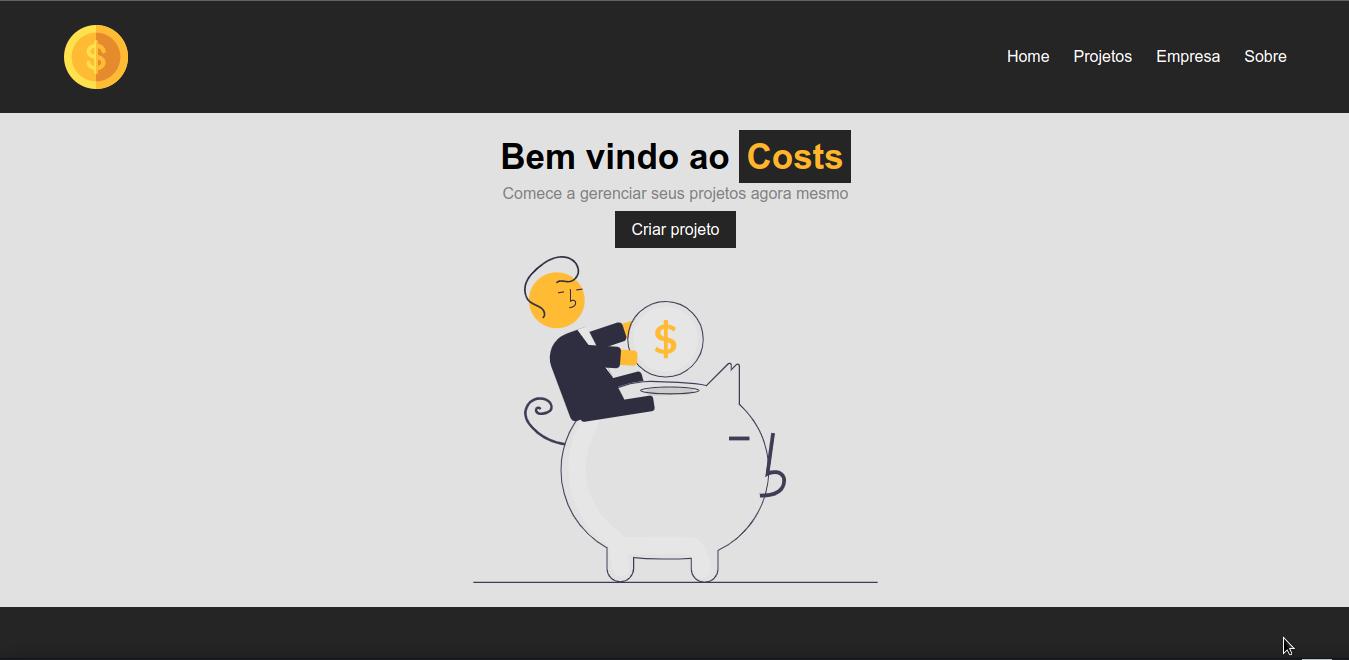 $
Home Projetos Empresa Sobre
Bem vindo ao Costs
Comece a gerenciar seus projetos agora mesmo
Criar projeto
$